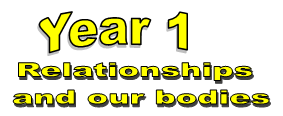 Year 1
Relationships
and our bodies